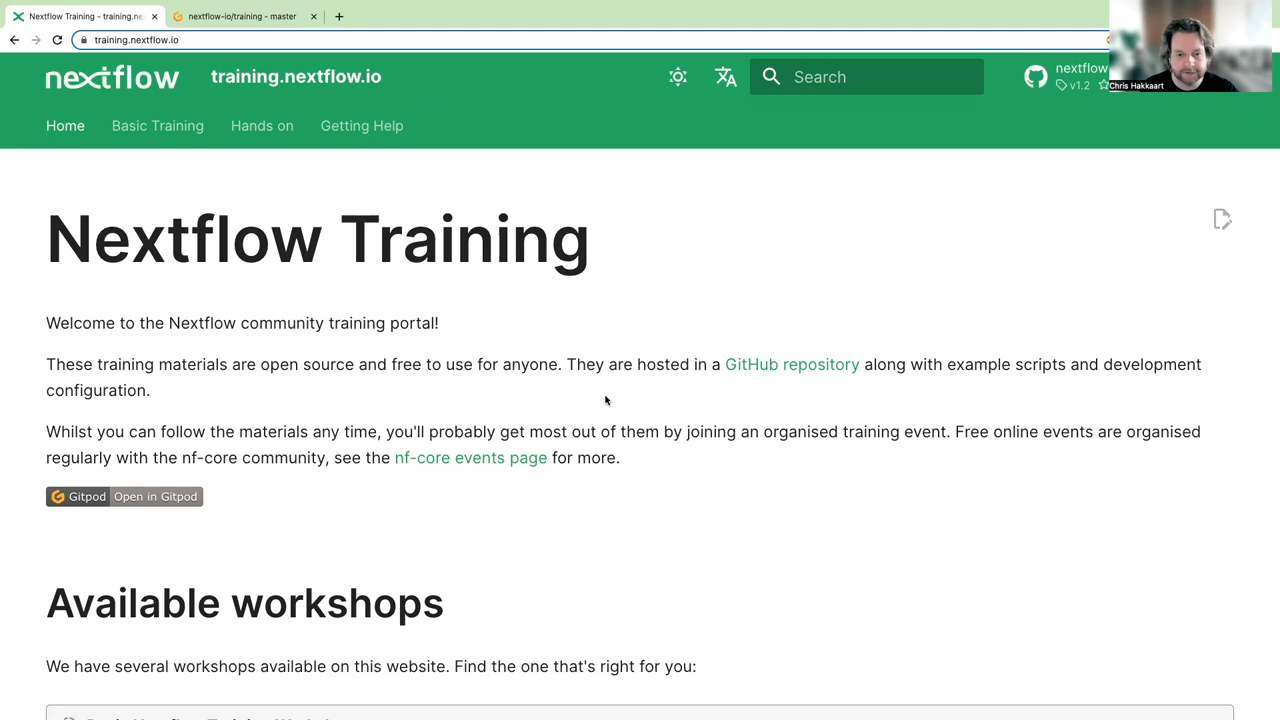 Nextflow Training - training.ne
nextflow-io/training - master
training.nextflow.io
nextflow
training.nextflow.io
Search
nextflow
v1.2
Chris Hakkaart
Home
Basic Training
Hands on
Getting Help
Nextflow Training
Welcome to the Nextflow community training portal!
These training materials are open source and free to use for anyone. They are hosted in a GitHub repository along with example scripts and development
configuration.
Whilst you can follow the materials any time, you'll probably get most out of them by joining an organised training event. Free online events are organised
regularly with the nf-core community, see the nf-core events page for more.
Gitpod Open in Gitpod
Available workshops
We have several workshops available on this website. Find the one that's right for you: